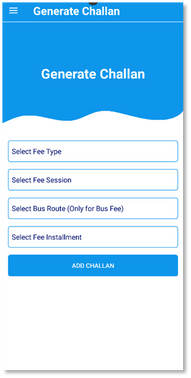 Generate Challan
Generate Challan
Select Fee Type
Select Fee Session
Select Bus Route (Only for Bus Fee)
Select Fee Installment
ADD CHALLAN